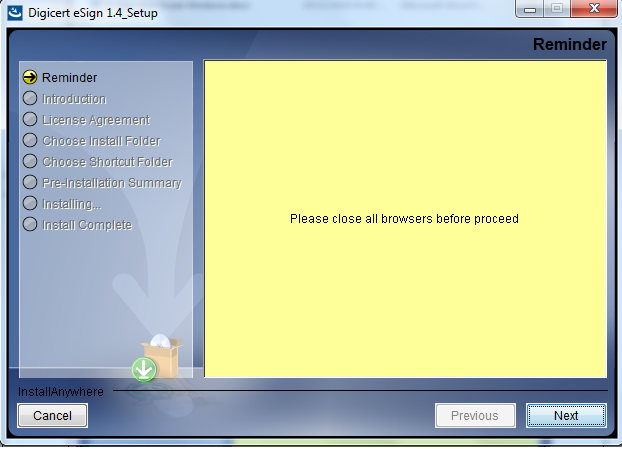 Digicert eSign 1.4_Setup
Reminder
Reminder
Introduction
License Agreement
Choose Install Folder
Choose Shortcut Folder
Pre-Installation Summary
Installing...
Install Complete
Please close all browsers before proceed
InstallAnywhere
Cancel
Previous
Next